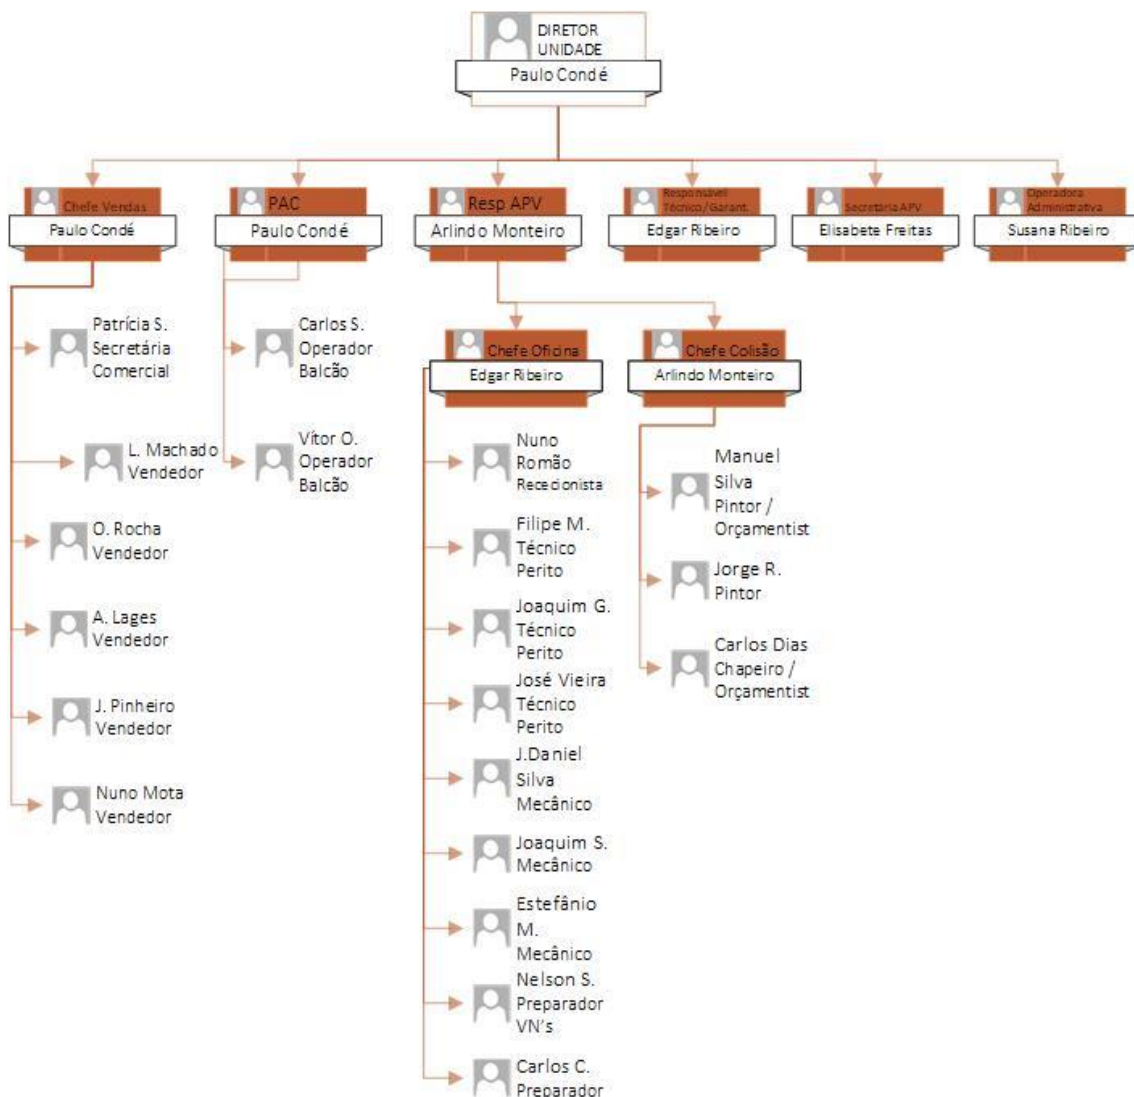 DIRETOR
UNIDADE
Paulo Condé
Chefe Vendas
Paulo Condé
PAC
Paulo Condé
Resp APV
Arlindo Monteiro
Responsável
Técnico/Garant.
Edgar Ribeiro
Secretária APV
Elisabete Freitas
Operadora
Administrativa
Susana Ribeiro
Patrícia S.
Secretária
Comercial
L. Machado
Vendedor
O. Rocha
Vendedor
A. Lages
Vendedor
J. Pinheiro
Vendedor
Nuno Mota
Vendedor
Carlos S.
Operador
Balcão
Vítor O.
Operador
Balcão
Chefe Oficina
Edgar Ribeiro
Nuno
Romão
Rececionista
Filipe M.
Técnico
Perito
Joaquim G.
Técnico
Perito
José Vieira
Técnico
Perito
J.Daniel
Silva
Mecânico
Joaquim S.
Mecânico
Estefânio
M.
Mecânico
Nelson S.
Preparador
VN's
Carlos C.
Preparador
Chefe Colisão
Arlindo Monteiro
Manuel
Silva
Pintor /
Orçamentist
Jorge R.
Pintor
Carlos Dias
Chapeiro /
Orçamentist